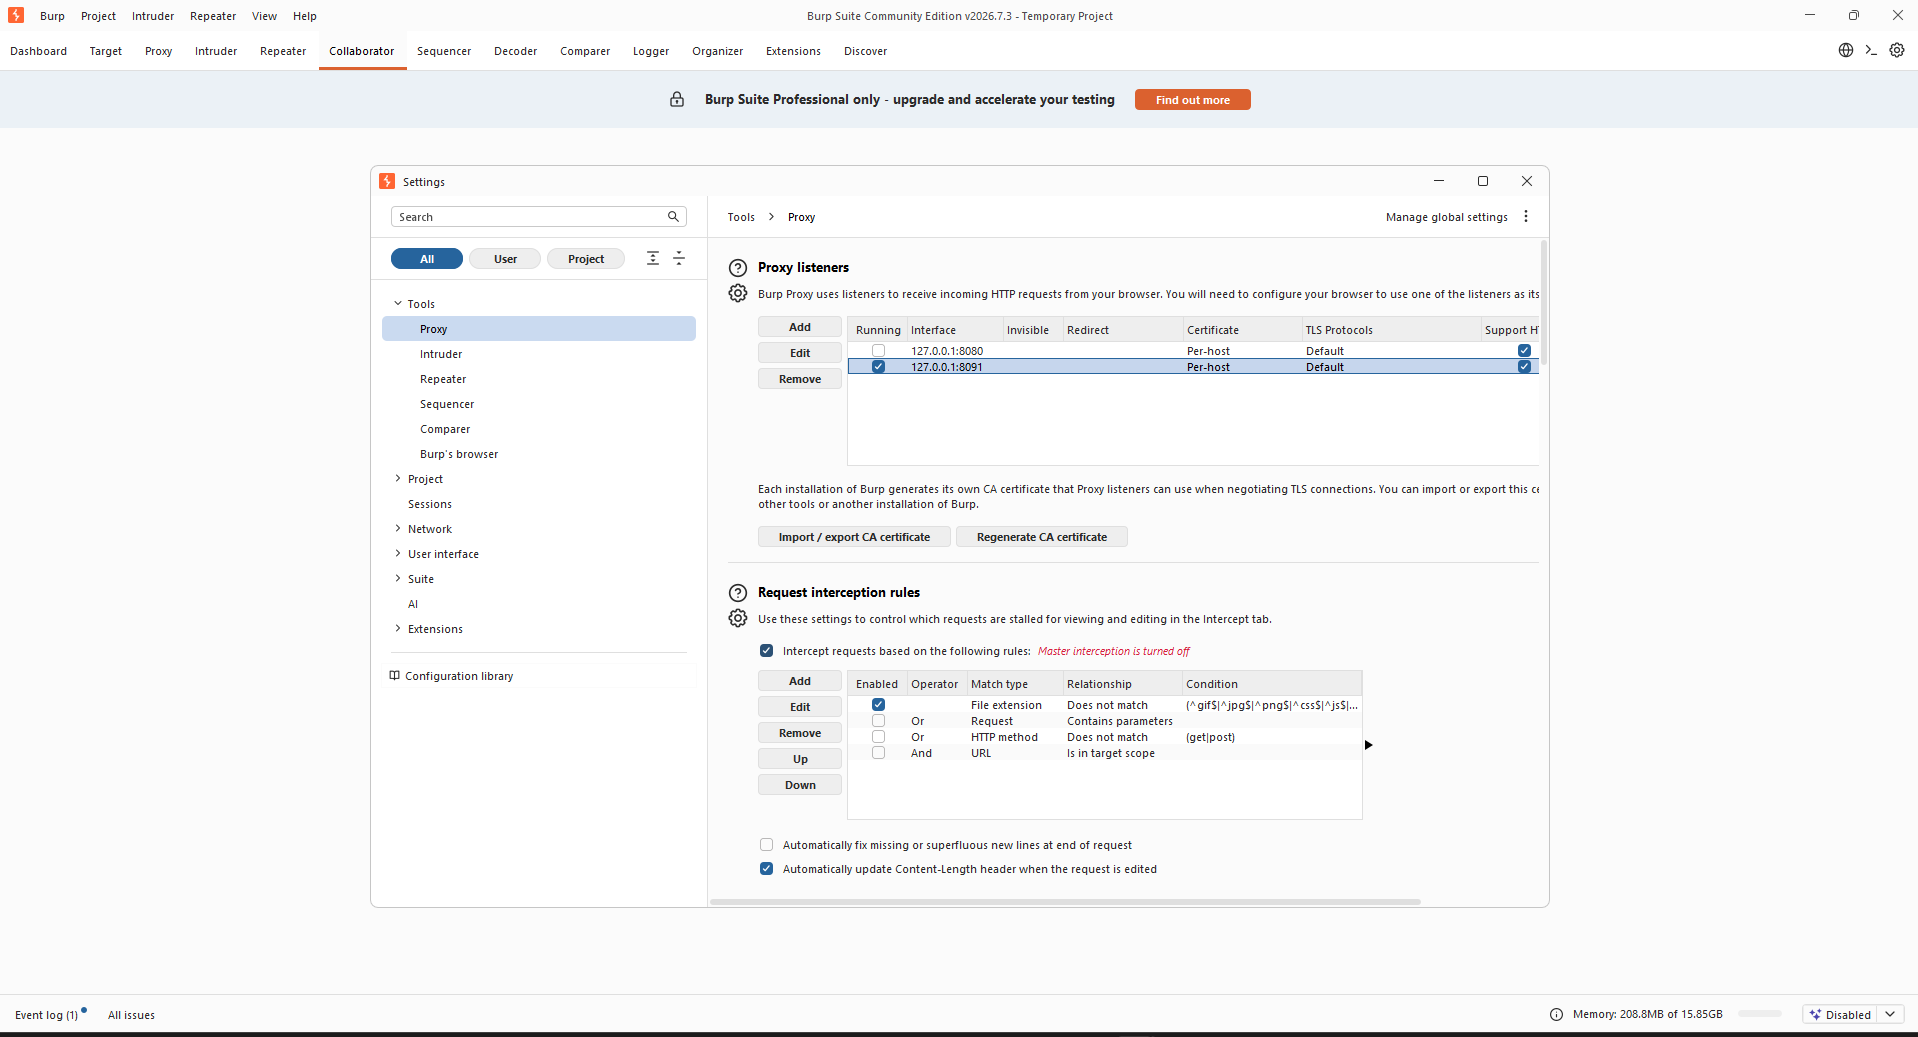 Burp Project Intruder Repeater View Help
Burp Suite Community Edition v2026.7.3 - Temporary Project
Dashboard Target Proxy Intruder Repeater Collaborator Sequencer Decoder Comparer Logger Organizer Extensions Discover
Burp Suite Professional only - upgrade and accelerate your testing Find out more
Settings
Search
All User Project
Tools
Proxy
Intruder
Repeater
Sequencer
Comparer
Burp's browser
Project
Sessions
Network
User interface
Suite
AI
Extensions
Configuration library
Tools > Proxy
Manage global settings
Proxy listeners
Burp Proxy uses listeners to receive incoming HTTP requests from your browser. You will need to configure your browser to use one of the listeners as its
Add
Edit
Remove
Running Interface Invisible Redirect Certificate TLS Protocols Support H
127.0.0.1:8080 Per-host Default
127.0.0.1:8091 Per-host Default
Each installation of Burp generates its own CA certificate that Proxy listeners can use when negotiating TLS connections. You can import or export this ce
other tools or another installation of Burp.
Import / export CA certificate Regenerate CA certificate
Request interception rules
Use these settings to control which requests are stalled for viewing and editing in the Intercept tab.
Intercept requests based on the following rules: Master interception is turned off
Add
Edit
Remove
Up
Down
Enabled Operator Match type Relationship Condition
File extension Does not match (^gif$|^jpg$|^png$|^css$|^js$|...
Or Request Contains parameters
Or HTTP method Does not match (get|post)
And URL Is in target scope
Automatically fix missing or superfluous new lines at end of request
Automatically update Content-Length header when the request is edited
Event log (1) All issues
Memory: 208.8MB of 15.85GB
Disabled